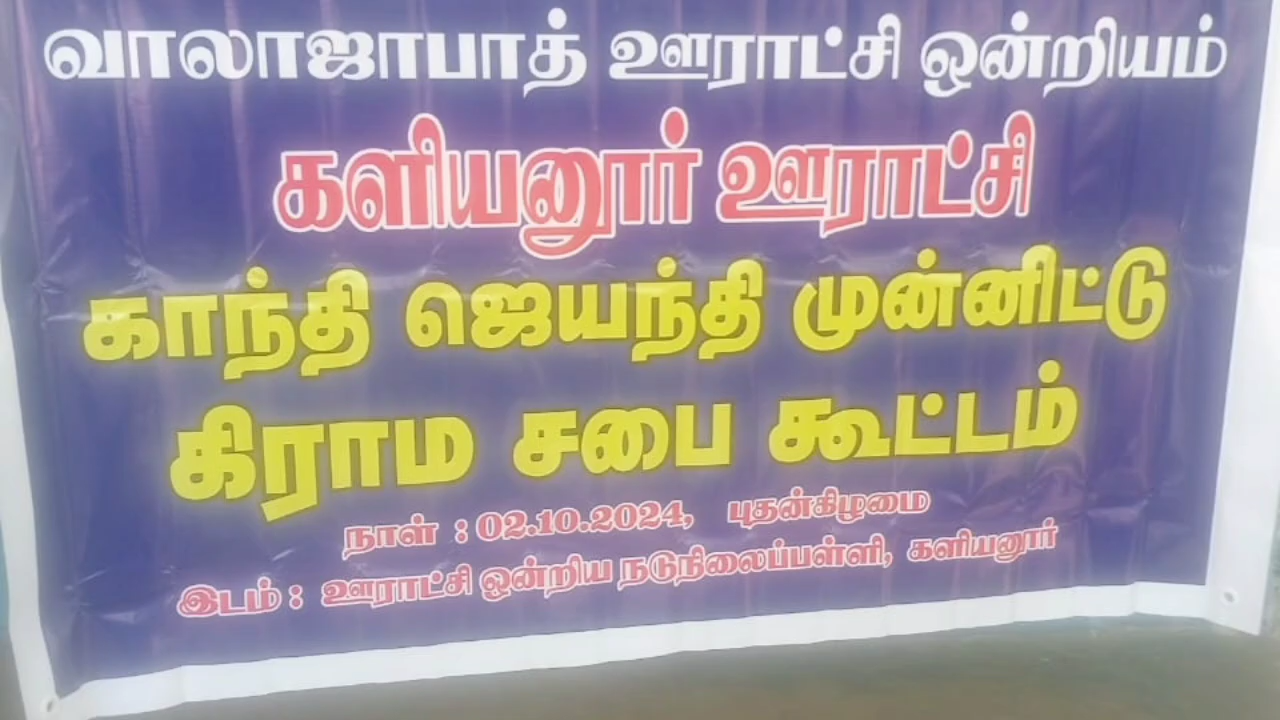 வாலாஜாபாத் ஊராட்சி ஒன்றியம்
களியனூர் ஊராட்சி
காந்தி ஜெயந்தி முன்னிட்டு
கிராம சபை கூட்டம்
நாள் : 02.10.2024, புதன்கிழமை
இடம் : ஊராட்சி ஒன்றிய நடுநிலைப்பள்ளி, களியனூர்